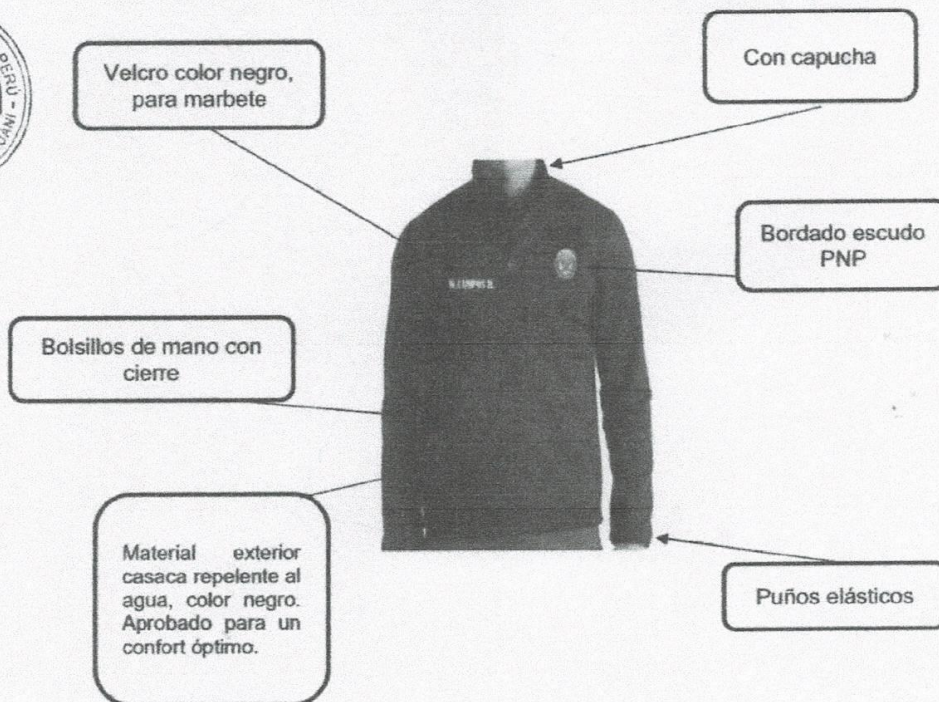 PERÚ -
Velcro color negro,
para marbete
Con capucha
Bordado escudo
PNP
Bolsillos de mano con
cierre
Material exterior
casaca repelente al
agua, color negro.
Aprobado para un
confort óptimo.
Puños elásticos